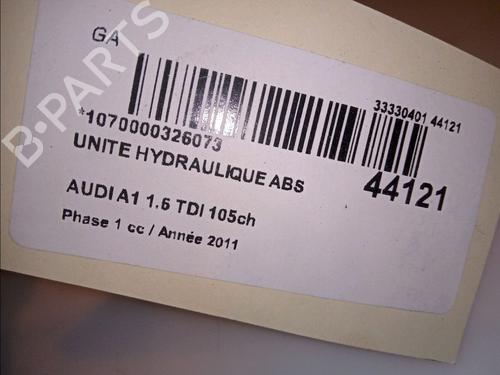 GA
33330401 44121
*1070000326073
UNITE HYDRAULIQUE ABS
44121
AUDI A1 1.6 TDI 105ch
Phase 1 cc / Année 2011
B-PARTS